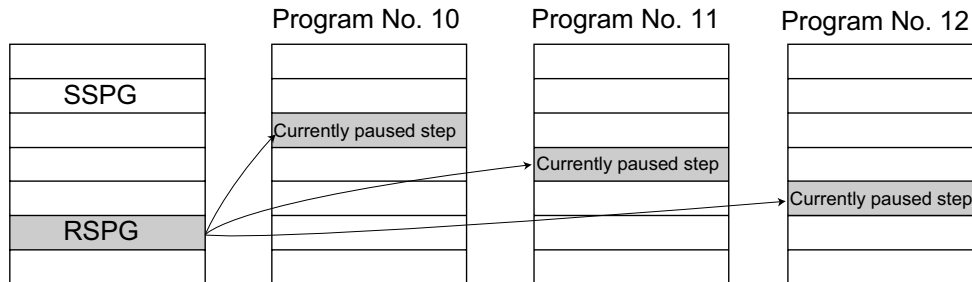 Program No. 10
Program No. 11
Program No. 12
SSPG
Currently paused step
Currently paused step
Currently paused step
RSPG